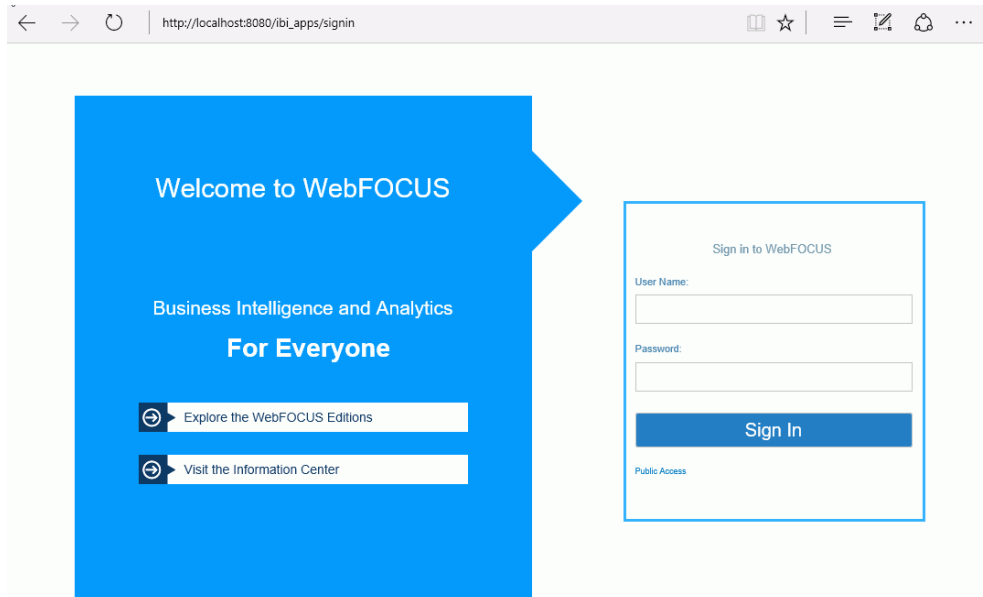 http://localhost:8080/ibi_apps/signin
Welcome to WebFOCUS
Business Intelligence and Analytics
For Everyone
Explore the WebFOCUS Editions
Visit the Information Center
Sign in to WebFOCUS
User Name:
Password:
Sign In
Public Access